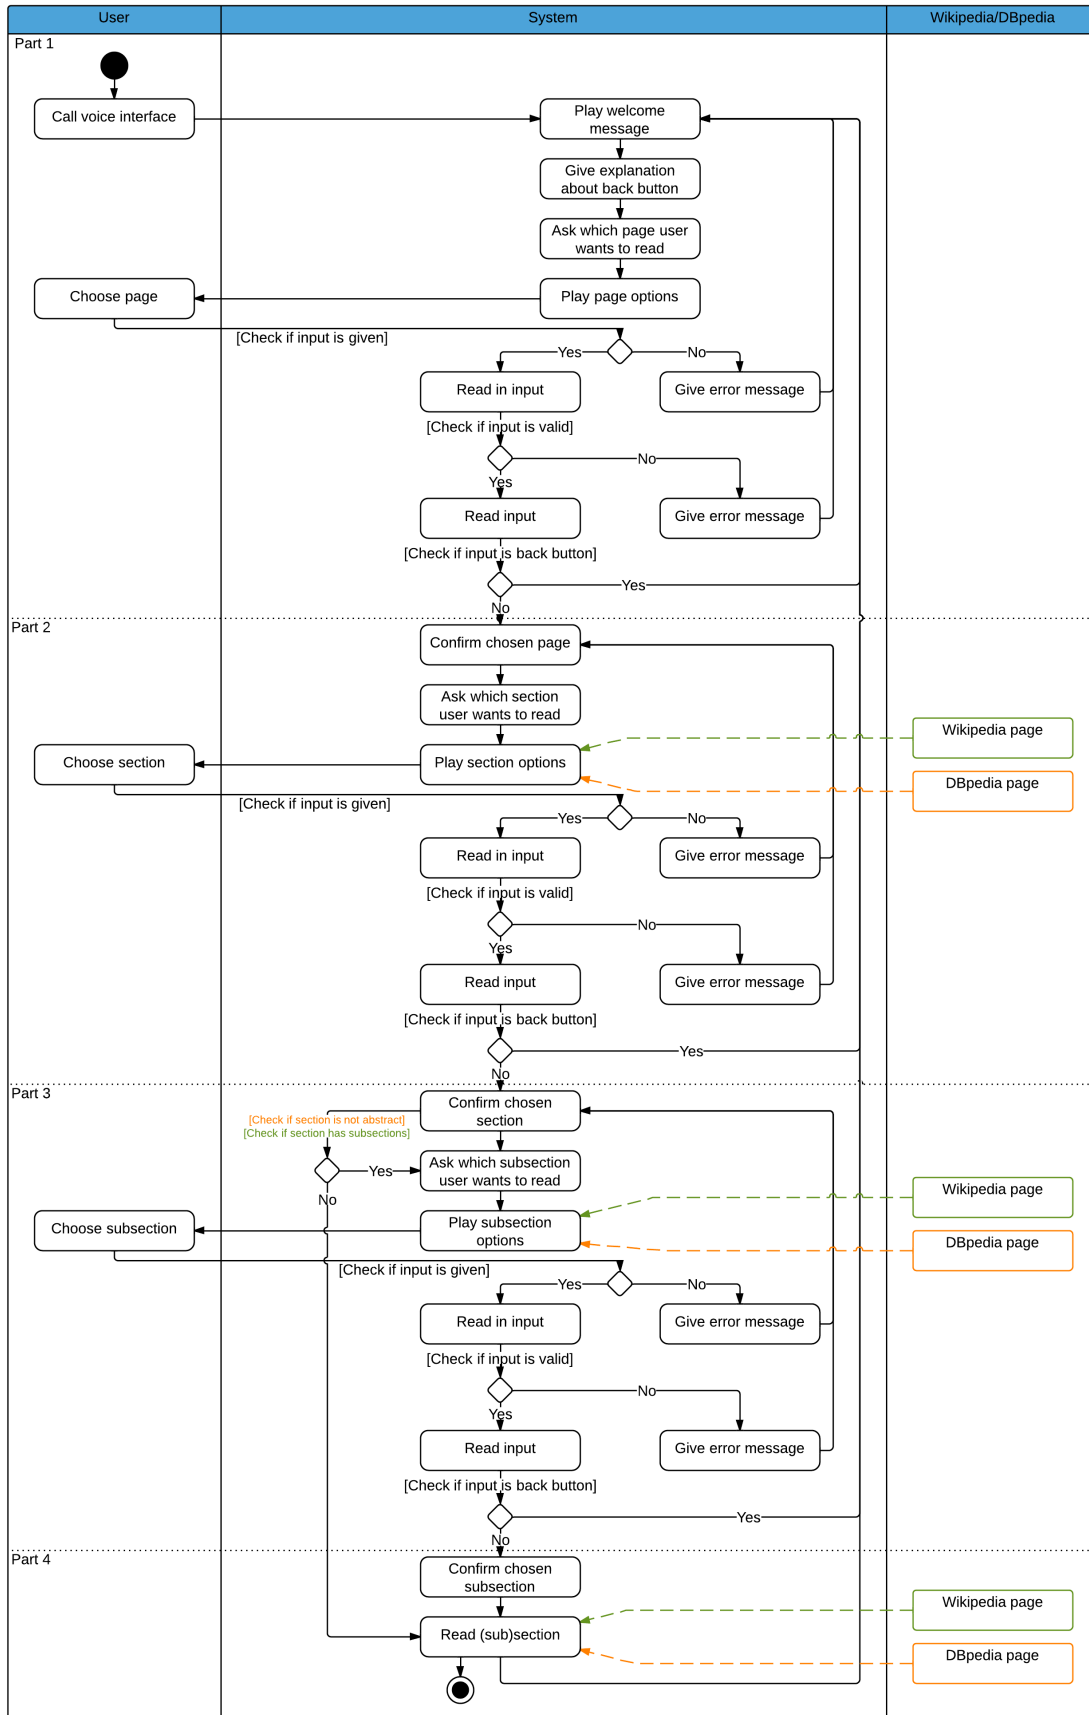 User
System
Wikipedia/DBpedia
Part 1
Call voice interface
Play welcome
message
Give explanation
about back button
Ask which page user
wants to read
Choose page
Play page options
[Check if input is given]
Yes
No
Read in input
Give error message
[Check if input is valid]
No
Yes
Read input
Give error message
[Check if input is back button]
Yes
No
Part 2
Confirm chosen page
Ask which section
user wants to read
Wikipedia page
Choose section
Play section options
DBpedia page
[Check if input is given]
Yes
No
Read in input
Give error message
[Check if input is valid]
No
Yes
Read input
Give error message
[Check if input is back button]
Yes
No
Part 3
Confirm chosen
section
[Check if section is not abstract]
[Check if section has subsections]
Yes
Ask which subsection
user wants to read
No
Wikipedia page
Choose subsection
Play subsection
options
DBpedia page
[Check if input is given]
Yes
No
Read in input
Give error message
[Check if input is valid]
No
Yes
Read input
Give error message
[Check if input is back button]
Yes
No
Part 4
Confirm chosen
subsection
Wikipedia page
Read (sub)section
DBpedia page